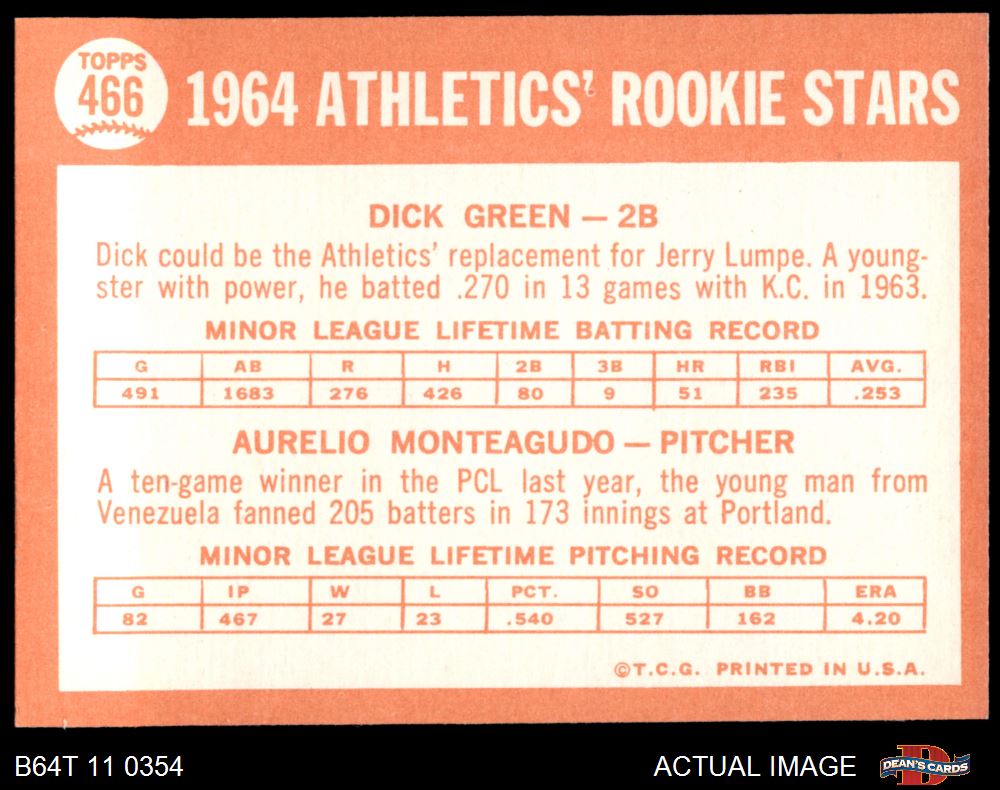 TOPPS
466
1964 ATHLETICS' ROOKIE STARS
DICK GREEN — 2B
Dick could be the Athletics' replacement for Jerry Lumpe. A young-
ster with power, he batted .270 in 13 games with K.C. in 1963.
MINOR LEAGUE LIFETIME BATTING RECORD
G AB R H 2B 3B HR RBI AVG.
491 1683 276 426 80 9 51 235 .253
AURELIO MONTEAGUDO — PITCHER
A ten-game winner in the PCL last year, the young man from
Venezuela fanned 205 batters in 173 innings at Portland.
MINOR LEAGUE LIFETIME PITCHING RECORD
G IP W L PCT. SO BB ERA
82 467 27 23 .540 527 162 4.20
©T.C.G. PRINTED IN U.S.A.
B64T 11 0354
ACTUAL IMAGE
D
DEAN'S CARDS